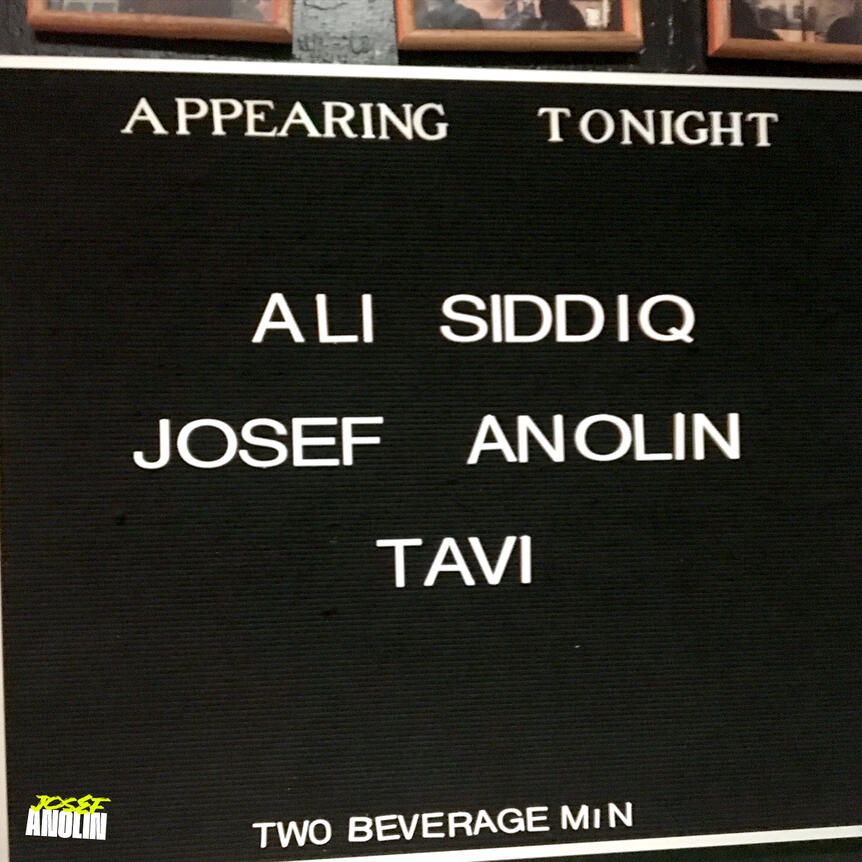 APPEARING TONIGHT
ALI SIDDIQ
JOSEF ANOLIN
TAVI
TWO BEVERAGE MiN
JOSEF
ANOLIN